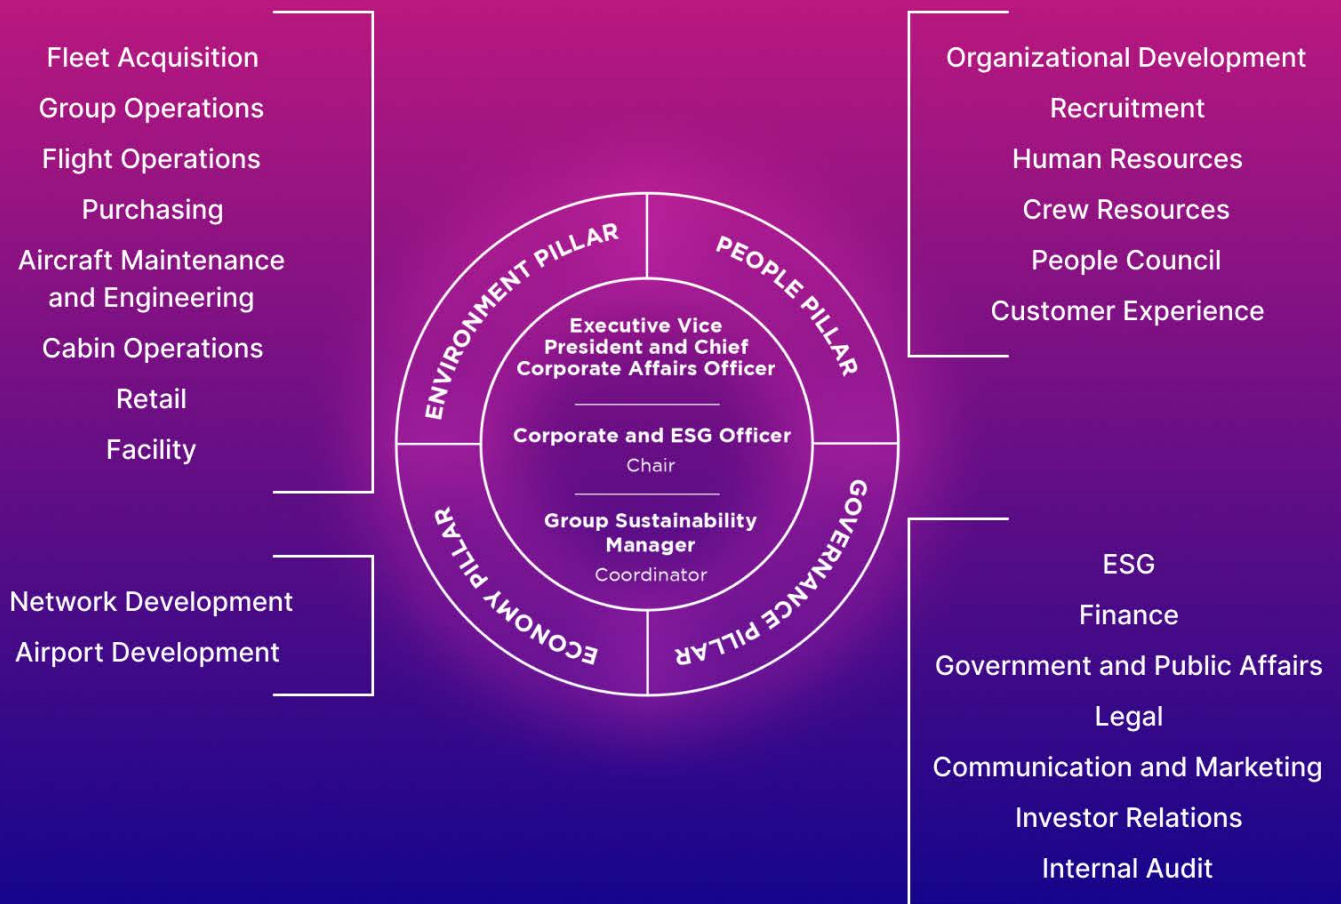 Fleet Acquisition
Group Operations
Flight Operations
Purchasing
Aircraft Maintenance
and Engineering
Cabin Operations
Retail
Facility
Network Development
Airport Development
ENVIRONMENT PILLAR
PEOPLE PILLAR
ECONOMY PILLAR
GOVERNANCE PILLAR
Executive Vice
President and Chief
Corporate Affairs Officer
Corporate and ESG Officer
Chair
Group Sustainability
Manager
Coordinator
Organizational Development
Recruitment
Human Resources
Crew Resources
People Council
Customer Experience
ESG
Finance
Government and Public Affairs
Legal
Communication and Marketing
Investor Relations
Internal Audit